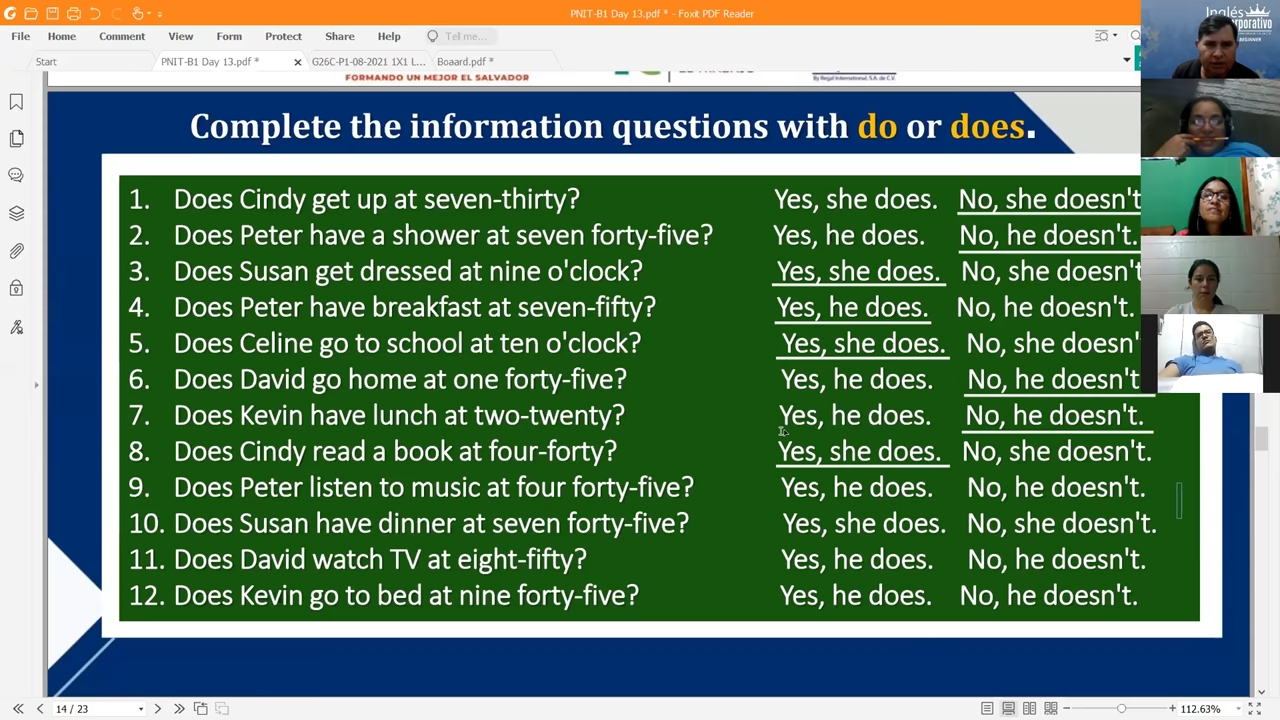 PNIT-B1 Day 13.pdf * - Foxit PDF Reader
File Home Comment View Form Protect Share Help Tell me...
Start PNIT-B1 Day 13.pdf * G26C-P1-08-2021 1X1 L... Boaard.pdf *
FORMANDO UN MEJOR EL SALVADOR
By Regal International, S.A. de C.V.
Inglés
corporativo
BEGINNER
Complete the information questions with do or does.
1. Does Cindy get up at seven-thirty? Yes, she does. No, she doesn't
2. Does Peter have a shower at seven forty-five? Yes, he does. No, he doesn't.
3. Does Susan get dressed at nine o'clock? Yes, she does. No, she doesn't
4. Does Peter have breakfast at seven-fifty? Yes, he does. No, he doesn't.
5. Does Celine go to school at ten o'clock? Yes, she does. No, she doesn'
6. Does David go home at one forty-five? Yes, he does. No, he doesn't
7. Does Kevin have lunch at two-twenty? Yes, he does. No, he doesn't.
8. Does Cindy read a book at four-forty? Yes, she does. No, she doesn't.
9. Does Peter listen to music at four forty-five? Yes, he does. No, he doesn't.
10. Does Susan have dinner at seven forty-five? Yes, she does. No, she doesn't.
11. Does David watch TV at eight-fifty? Yes, he does. No, he doesn't.
12. Does Kevin go to bed at nine forty-five? Yes, he does. No, he doesn't.
14 / 23
112.63%